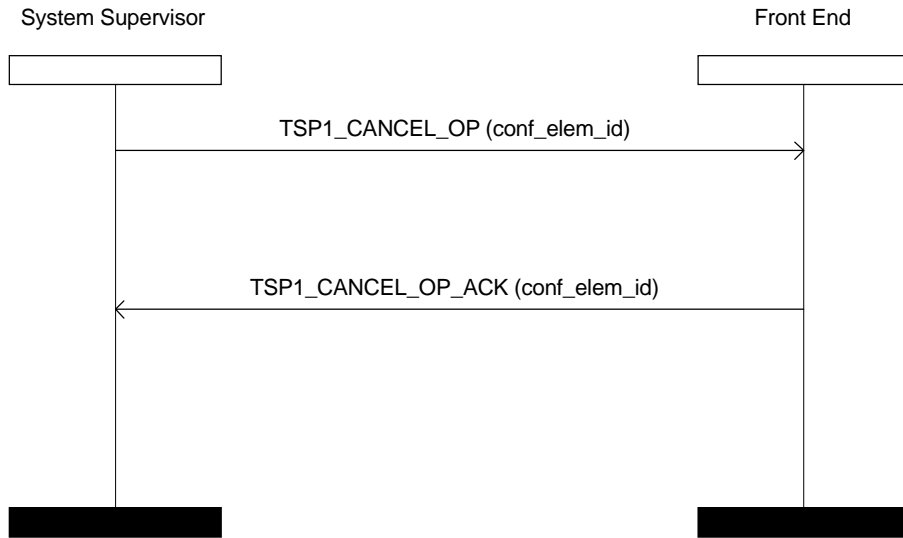 System Supervisor
Front End
TSP1_CANCEL_OP (conf_elem_id)
TSP1_CANCEL_OP_ACK (conf_elem_id)